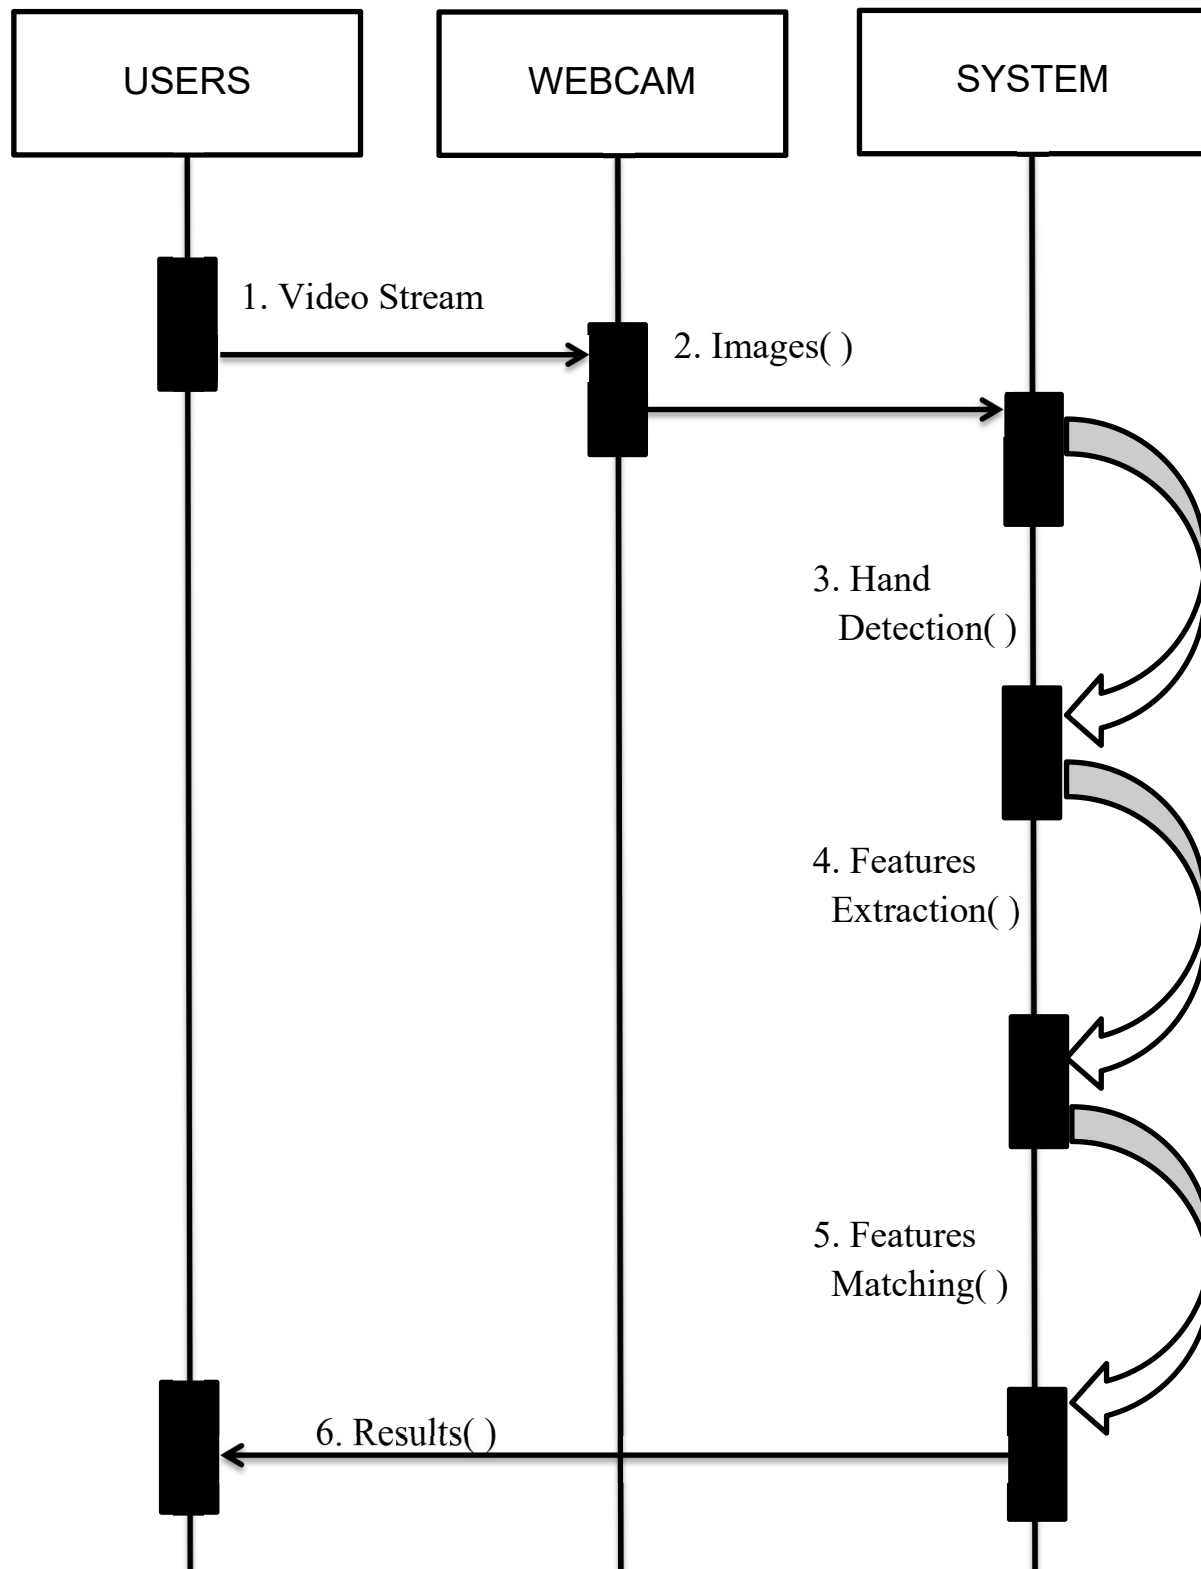 USERS
WEBCAM
SYSTEM
1. Video Stream
2. Images( )
3. Hand
Detection( )
4. Features
Extraction( )
5. Features
Matching( )
6. Results( )